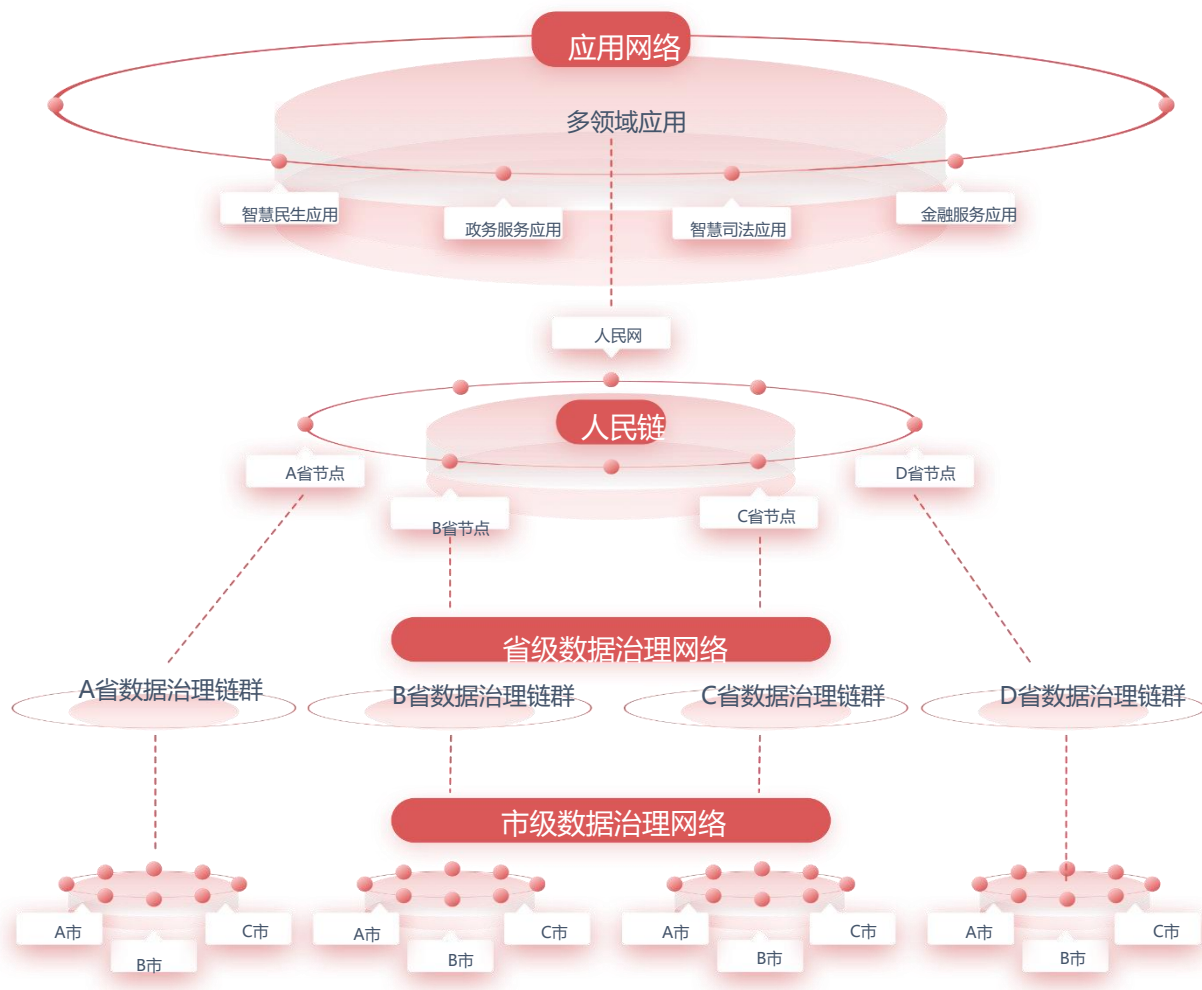 应用网络
多领域应用
智慧民生应用
政务服务应用
智慧司法应用
金融服务应用
人民网
人民链
A省节点
B省节点
C省节点
D省节点
省级数据治理网络
A省数据治理链群
B省数据治理链群
C省数据治理链群
D省数据治理链群
市级数据治理网络
A市
B市
C市
A市
B市
C市
A市
B市
C市
A市
B市
C市